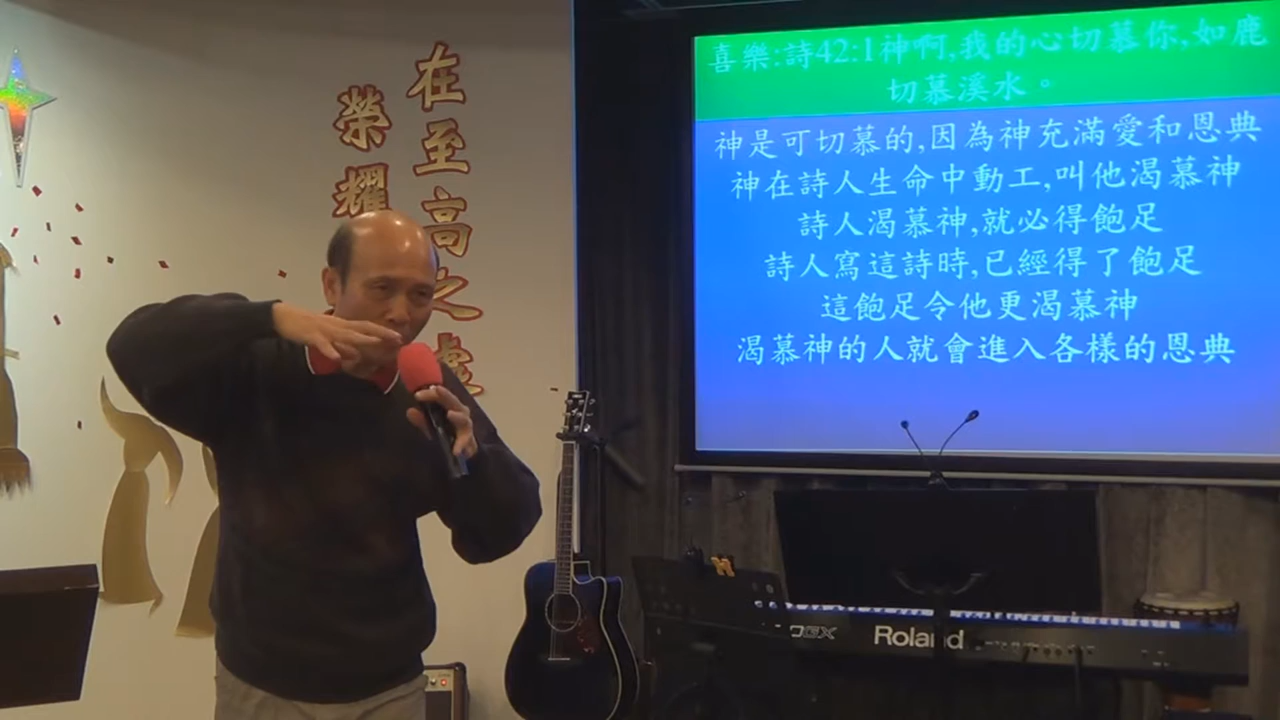 在至高之處
榮耀
喜樂:詩42:1神啊,我的心切慕你,如鹿
切慕溪水。
神是可切慕的,因為神充滿愛和恩典
神在詩人生命中動工,叫他渴慕神
詩人渴慕神,就必得飽足
詩人寫這詩時,已經得了飽足
這飽足令他更渴慕神
渴慕神的人就會進入各樣的恩典
Roland